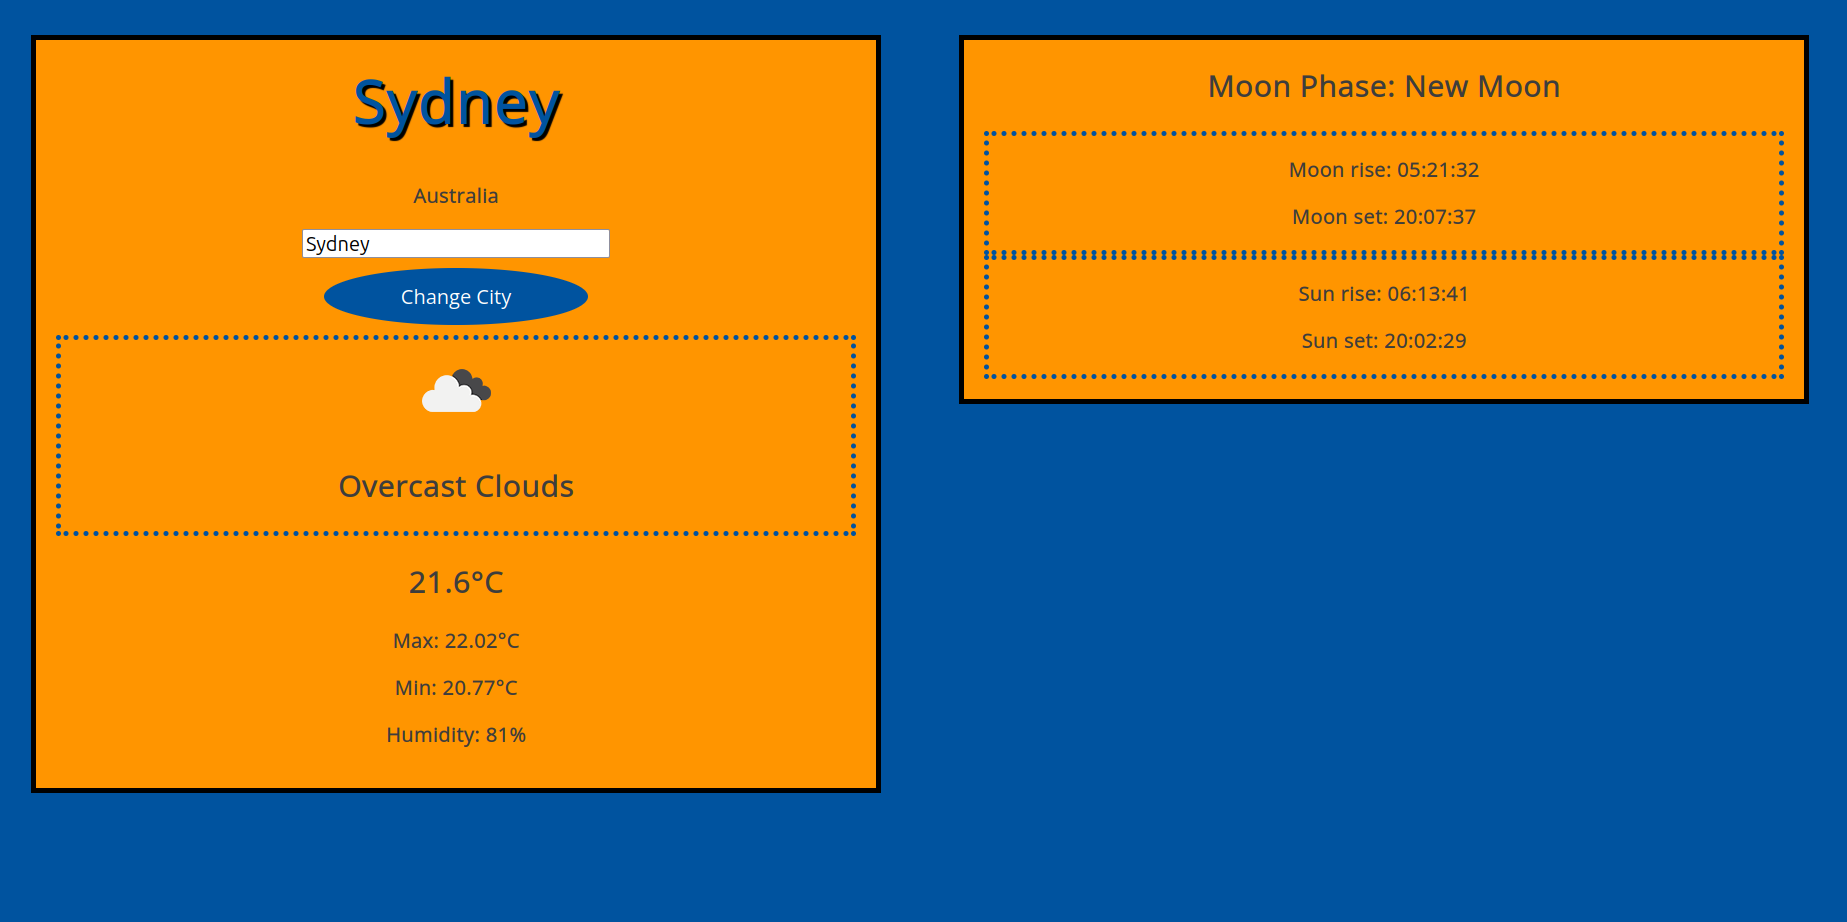 Sydney
Australia
Sydney
Change City
Overcast Clouds
21.6°C
Max: 22.02°C
Min: 20.77°C
Humidity: 81%
Moon Phase: New Moon
Moon rise: 05:21:32
Moon set: 20:07:37
Sun rise: 06:13:41
Sun set: 20:02:29